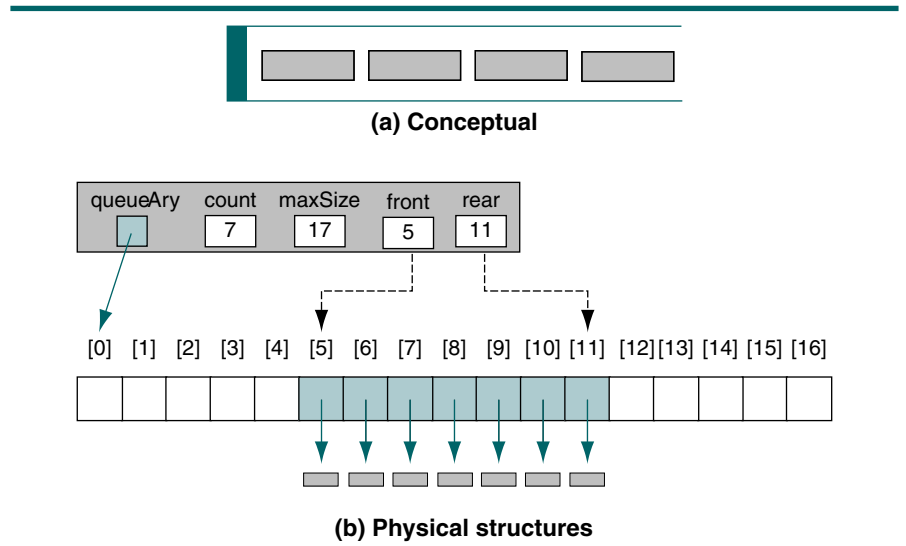 (a) Conceptual
queueAry count maxSize front rear
7 17 5 11
[0] [1] [2] [3] [4] [5] [6] [7] [8] [9] [10] [11] [12] [13] [14] [15] [16]
(b) Physical structures